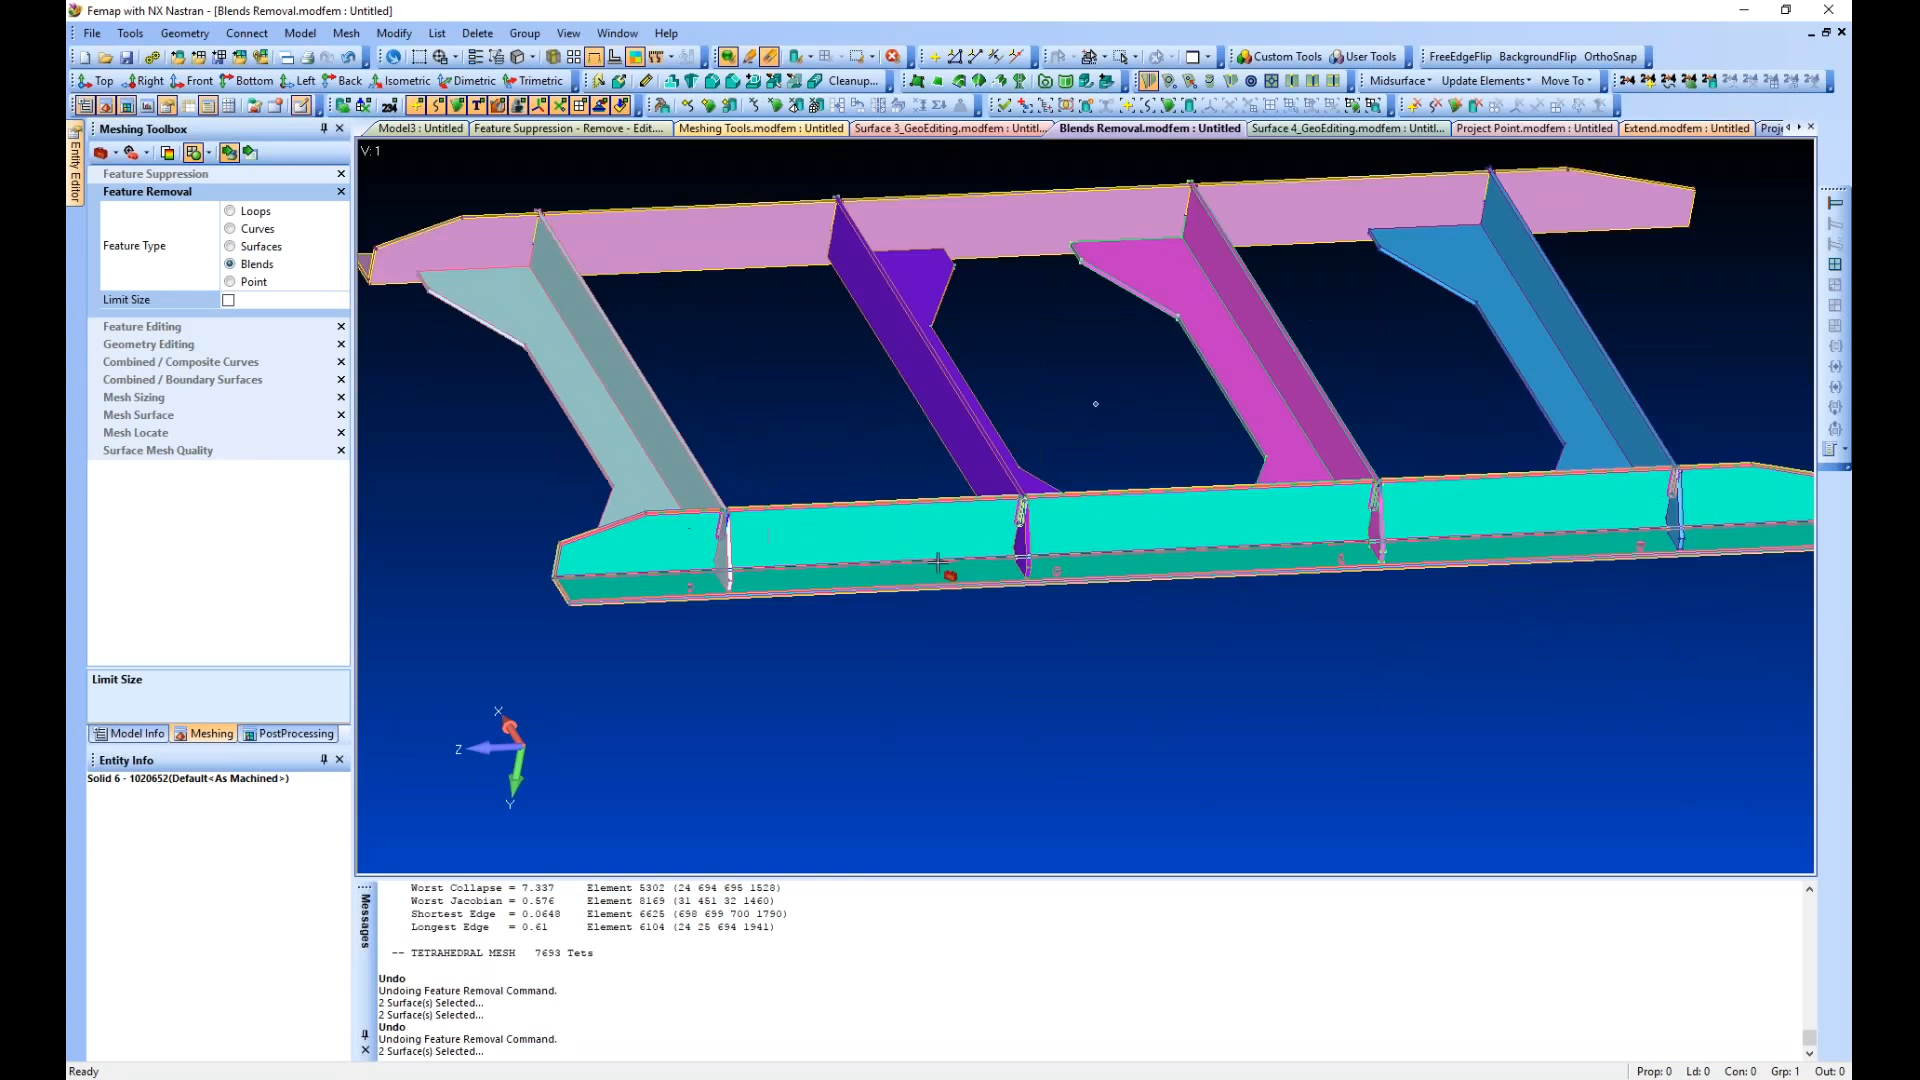 Femap with NX Nastran - [Blends Removal.modfem : Untitled]
File Tools Geometry Connect Model Mesh Modify List Delete Group View Window Help
Custom Tools User Tools FreeEdgeFlip BackgroundFlip OrthoSnap
Top Right Front Bottom Left Back Isometric Dimetric Trimetric Cleanup... Midsurface Update Elements Move To
234
Meshing Toolbox
Model3 : Untitled Feature Suppression - Remove - Edit.... Meshing Tools.modfem : Untitled Surface 3_GeoEditing.modfem : Untitl... Blends Removal.modfem : Untitled Surface 4_GeoEditing.modfem : Untitl... Project Point.modfem : Untitled Extend.modfem : Untitled Proje
Entity Editor
V: 1
Feature Suppression
Feature Removal
Feature Type
Loops
Curves
Surfaces
Blends
Point
Limit Size
Feature Editing
Geometry Editing
Combined / Composite Curves
Combined / Boundary Surfaces
Mesh Sizing
Mesh Surface
Mesh Locate
Surface Mesh Quality
Limit Size
Model Info Meshing PostProcessing
Entity Info
Solid 6 - 1020652(Default<As Machined>)
X
Z
Y
Messages
Worst Collapse = 7.337 Element 5302 (24 694 695 1528)
Worst Jacobian = 0.576 Element 8169 (31 451 32 1460)
Shortest Edge = 0.0648 Element 6625 (698 699 700 1790)
Longest Edge = 0.61 Element 6104 (24 25 694 1941)
-- TETRAHEDRAL MESH 7693 Tets
Undo
Undoing Feature Removal Command.
2 Surface(s) Selected...
2 Surface(s) Selected...
Undo
Undoing Feature Removal Command.
2 Surface(s) Selected...
Ready
Prop: 0 Ld: 0 Con: 0 Grp: 1 Out: 0